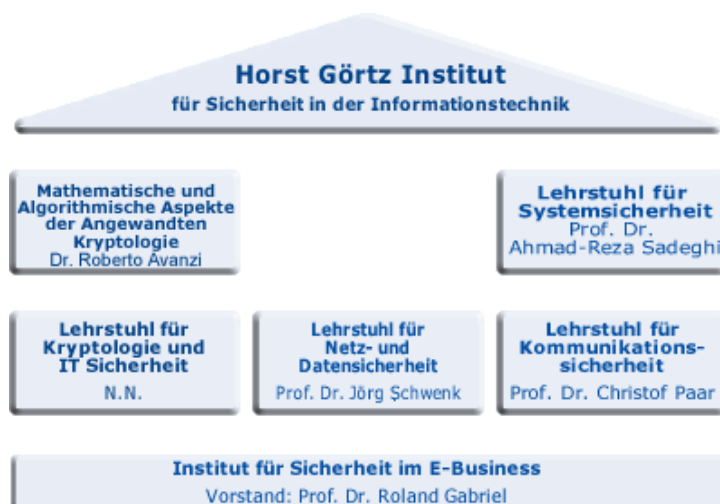 Horst Görtz Institut
für Sicherheit in der Informationstechnik
Mathematische und
Algorithmische Aspekte
der Angewandten
Kryptologie
Dr. Roberto Avanzi
Lehrstuhl für
Systemsicherheit
Prof. Dr.
Ahmad-Reza Sadeghi
Lehrstuhl für
Kryptologie und
IT Sicherheit
N.N.
Lehrstuhl für
Netz- und
Datensicherheit
Prof. Dr. Jörg Schwenk
Lehrstuhl für
Kommunikations-
sicherheit
Prof. Dr. Christof Paar
Institut für Sicherheit im E-Business
Vorstand: Prof. Dr. Roland Gabriel